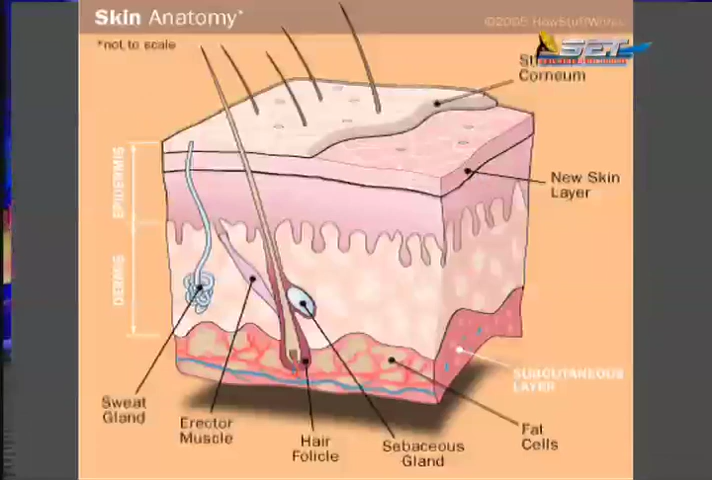 Skin Anatomy*
©2005 HowStuffWorks
*not to scale
SET
Corneum
New Skin
Layer
EPIDERMIS
DERMIS
SUBCUTANEOUS
LAYER
Sweat
Gland
Erector
Muscle
Hair
Folicle
Sebaceous
Gland
Fat
Cells